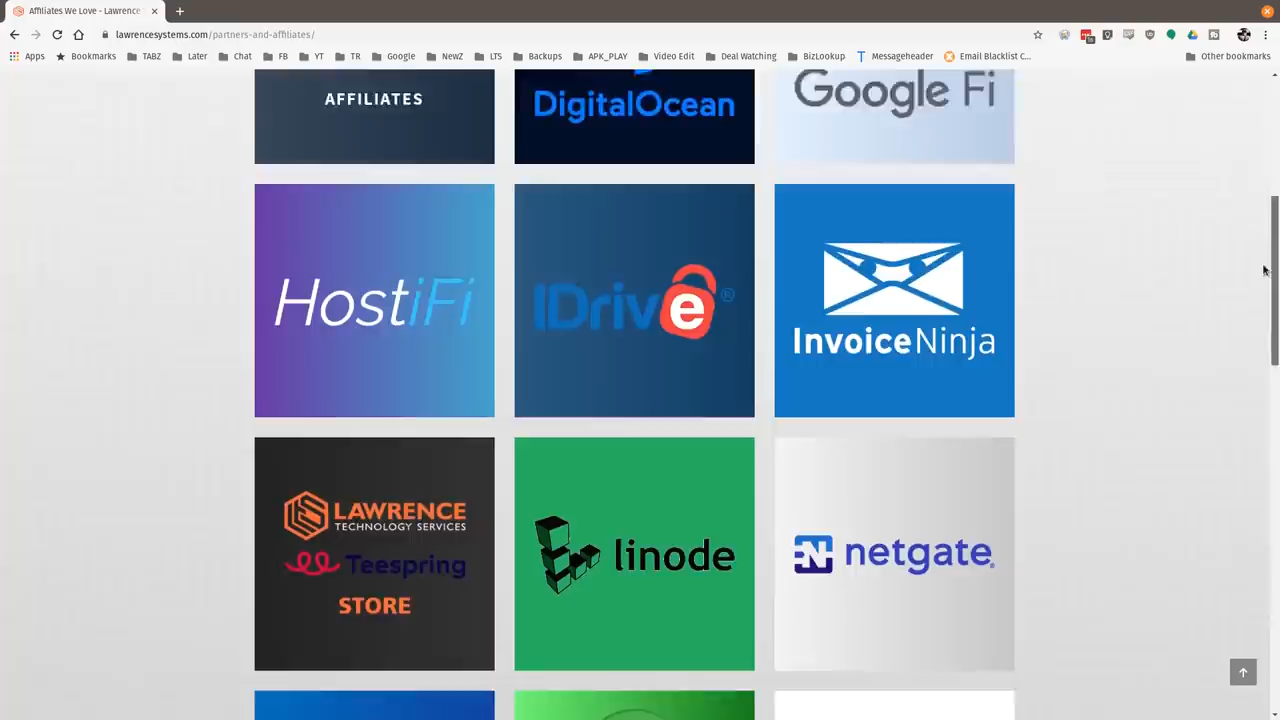 Affiliates We Love - Lawrence
lawrencesystems.com/partners-and-affiliates/
Apps
Bookmarks
TABZ
Later
Chat
FB
YT
TR
Google
NewZ
LTS
Backups
APK_PLAY
Video Edit
Deal Watching
BizLookup
Messageheader
Email Blacklist C...
Other bookmarks
AFFILIATES
DigitalOcean
Google Fi
HostiFi
IDrive®
InvoiceNinja
LAWRENCE
TECHNOLOGY SERVICES
Teespring
STORE
linode
netgate